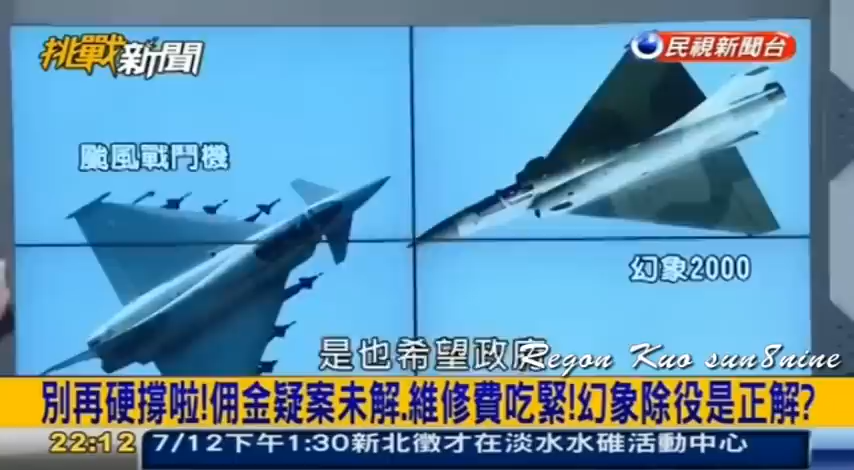 挑戰新聞
民視新聞台
颱風戰鬥機
幻象2000
是也希望政府
Regon Kuo sun8nine
別再硬撐啦!佣金疑案未解.維修費吃緊!幻象除役是正解?
22:12
7/12下午1:30新北徵才在淡水水碓活動中心